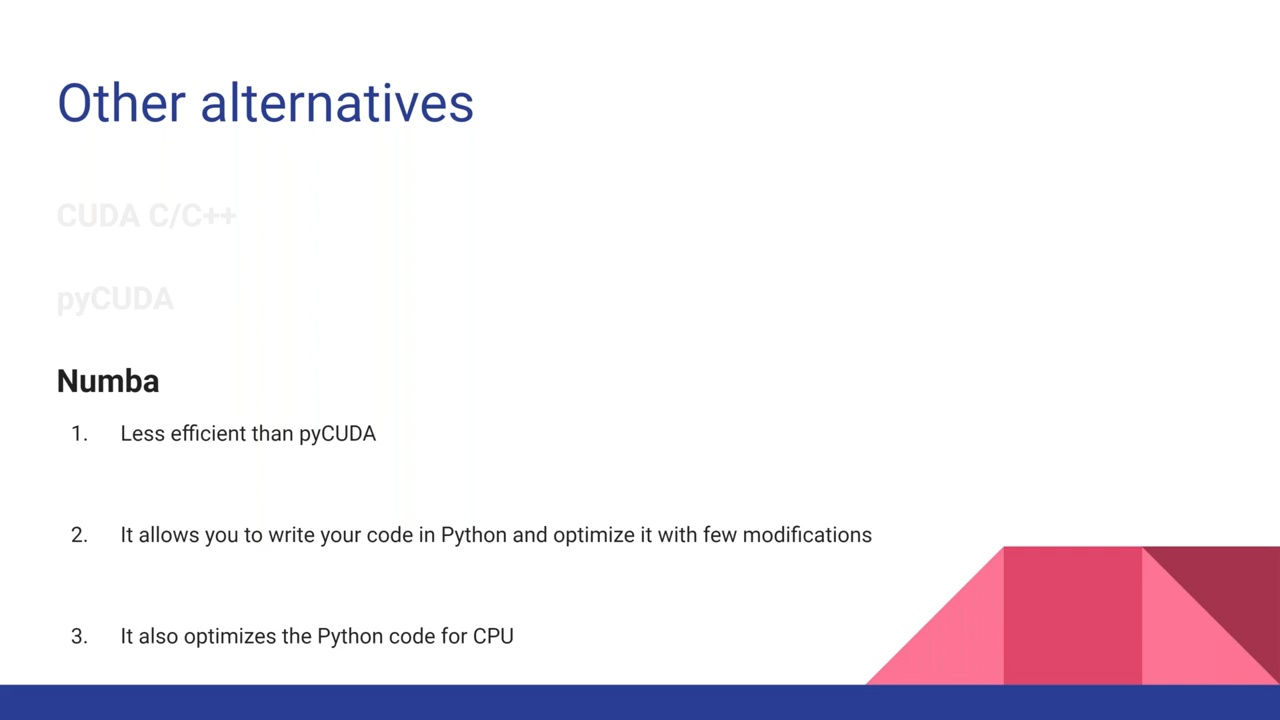 Other alternatives
CUDA C/C++
pyCUDA
Numba
1. Less efficient than pyCUDA
2. It allows you to write your code in Python and optimize it with few modifications
3. It also optimizes the Python code for CPU